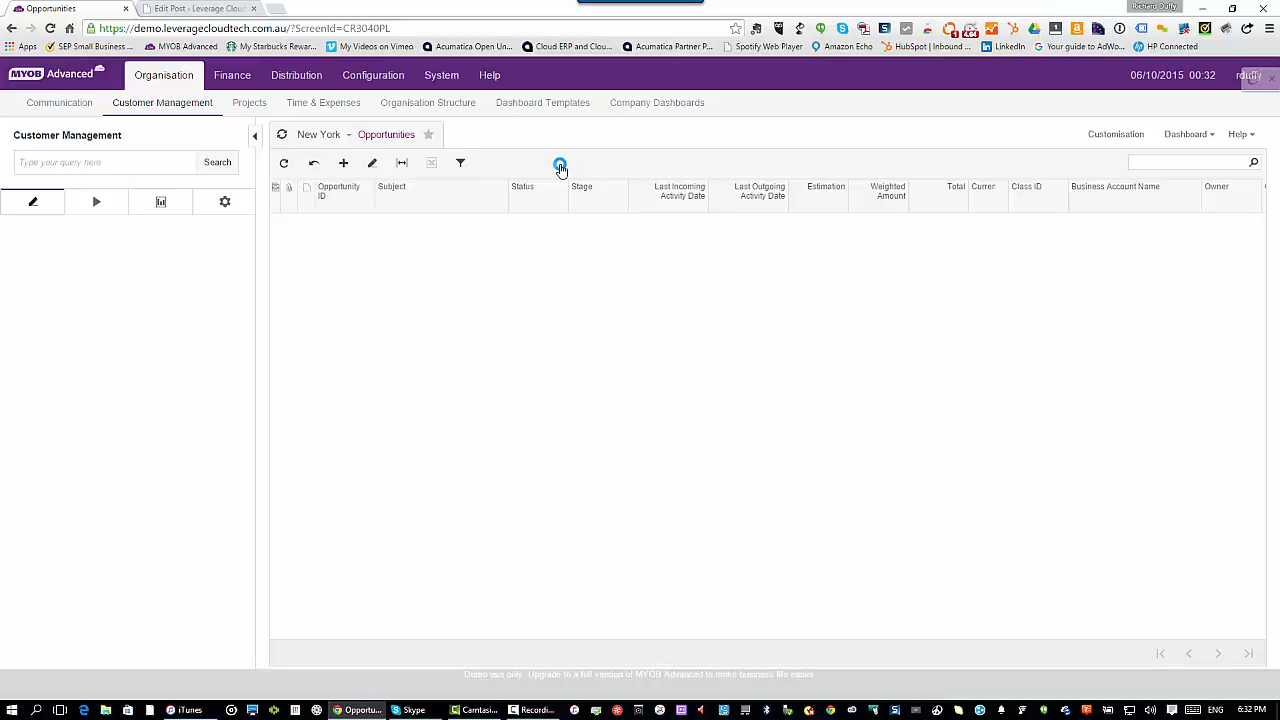 Richard Duffy
Opportunities
Edit Post ‹ Leverage Cloud
https://demo.leveragecloudtech.com.au/?ScreenId=CR3040PL
Apps SEP Small Business MYOB Advanced My Starbucks Rewar My Videos on Vimeo Acumatica Open Un... Cloud ERP and Clou... Acumatica Partner P... Spotify Web Player Amazon Echo HubSpot | Inbound ... LinkedIn Your guide to AdWo... HP Connected
MYOB Advanced Organisation Finance Distribution Configuration System Help 06/10/2015 00:32 rduffy
Communication Customer Management Projects Time & Expenses Organisation Structure Dashboard Templates Company Dashboards
Customer Management New York Opportunities Customisation Dashboard Help
Type your query here Search
Opportunity ID Subject Status Stage Last Incoming Activity Date Last Outgoing Activity Date Estimation Weighted Amount Total Curren Class ID Business Account Name Owner
Demo use only. Upgrade to a full version of MYOB Advanced to make business life easier.
iTunes Opportu... Skype Camtasi... Recordi... ENG 6:32 PM